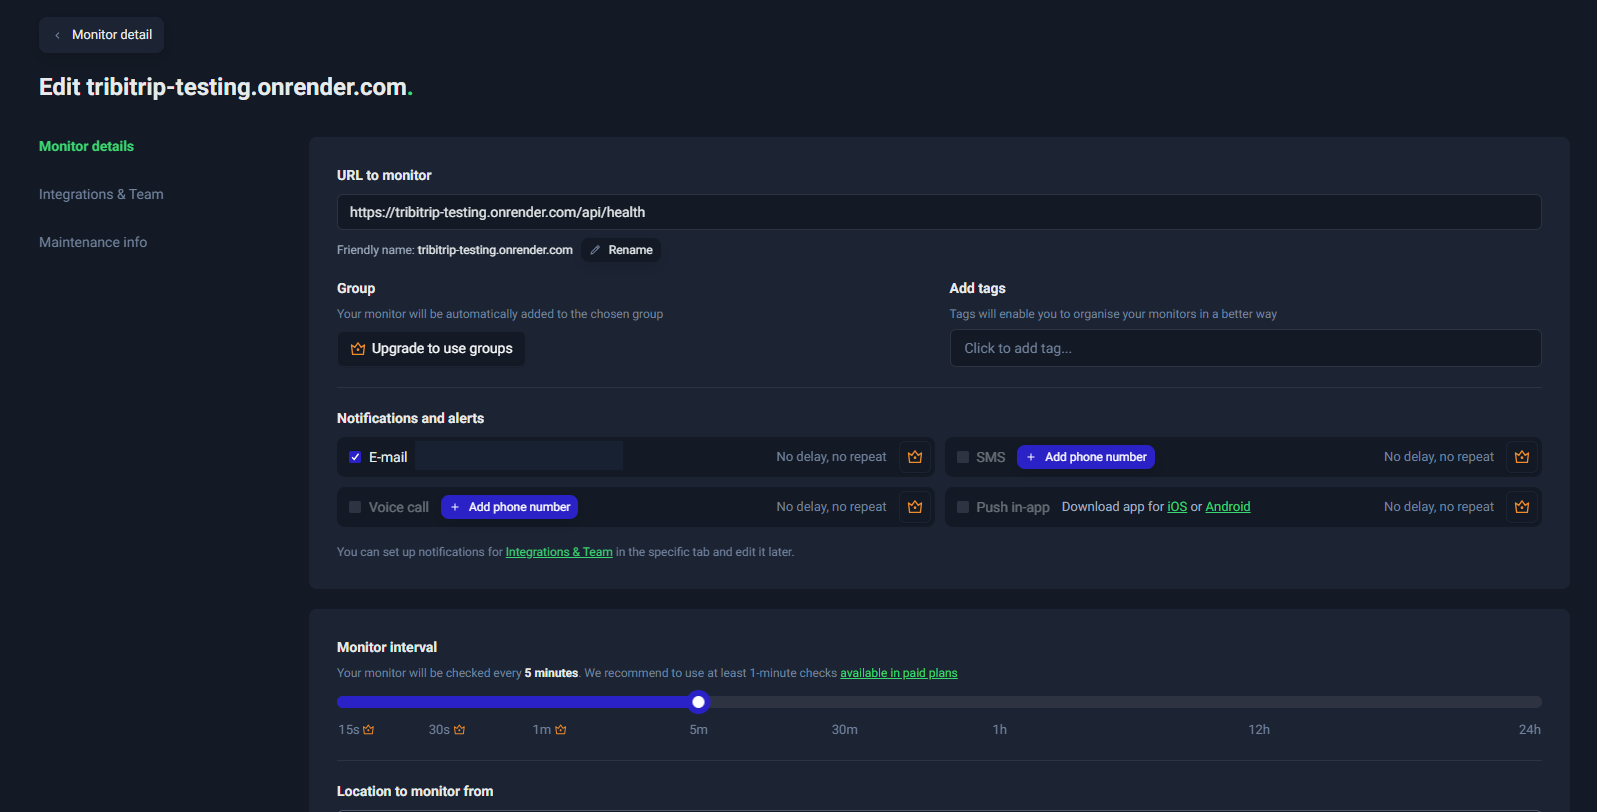 Monitor detail
Edit tribitrip-testing.onrender.com.
Monitor details
Integrations & Team
Maintenance info
URL to monitor
https://tribitrip-testing.onrender.com/api/health
Friendly name: tribitrip-testing.onrender.com Rename
Group
Your monitor will be automatically added to the chosen group
Upgrade to use groups
Add tags
Tags will enable you to organise your monitors in a better way
Click to add tag...
Notifications and alerts
E-mail No delay, no repeat
SMS + Add phone number No delay, no repeat
Voice call + Add phone number No delay, no repeat
Push in-app Download app for iOS or Android No delay, no repeat
You can set up notifications for Integrations & Team in the specific tab and edit it later.
Monitor interval
Your monitor will be checked every 5 minutes. We recommend to use at least 1-minute checks available in paid plans
15s 30s 1m 5m 30m 1h 12h 24h
Location to monitor from